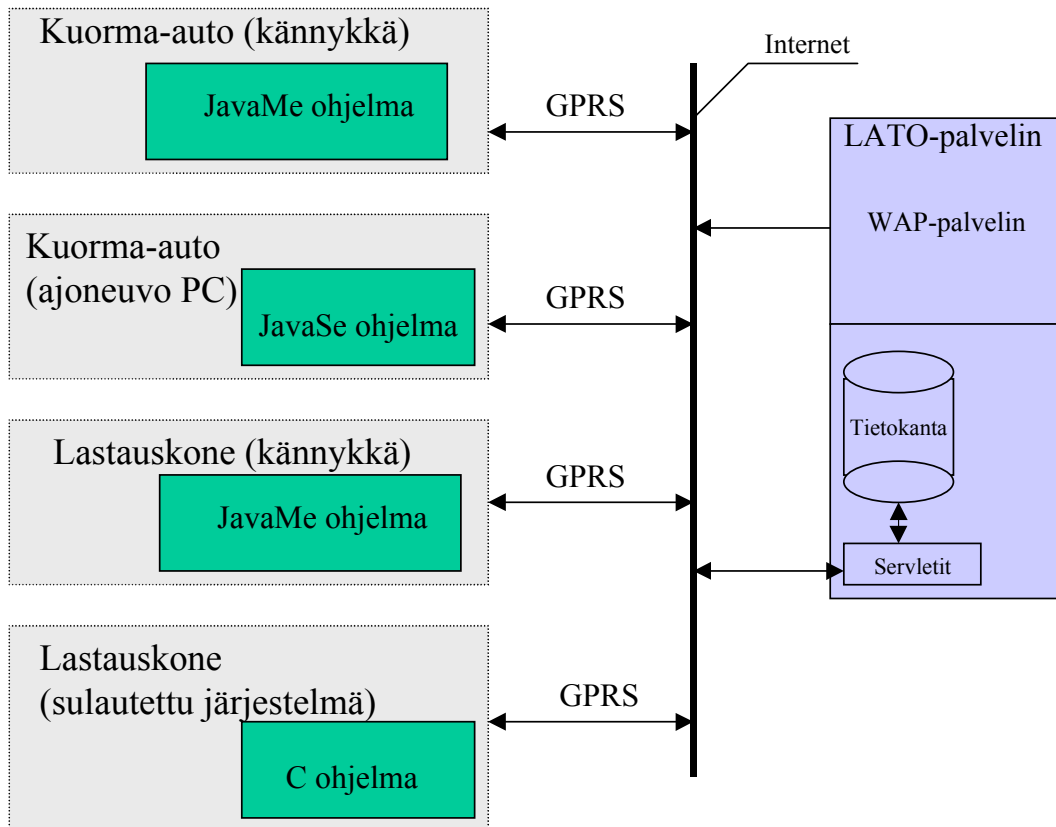 Kuorma-auto (kännykkä)
JavaMe ohjelma
GPRS
Internet
LATO-palvelin
WAP-palvelin
Kuorma-auto
(ajoneuvo PC)
JavaSe ohjelma
GPRS
Tietokanta
Servletit
Lastauskone (kännykkä)
JavaMe ohjelma
GPRS
Lastauskone
(sulautettu järjestelmä)
C ohjelma
GPRS